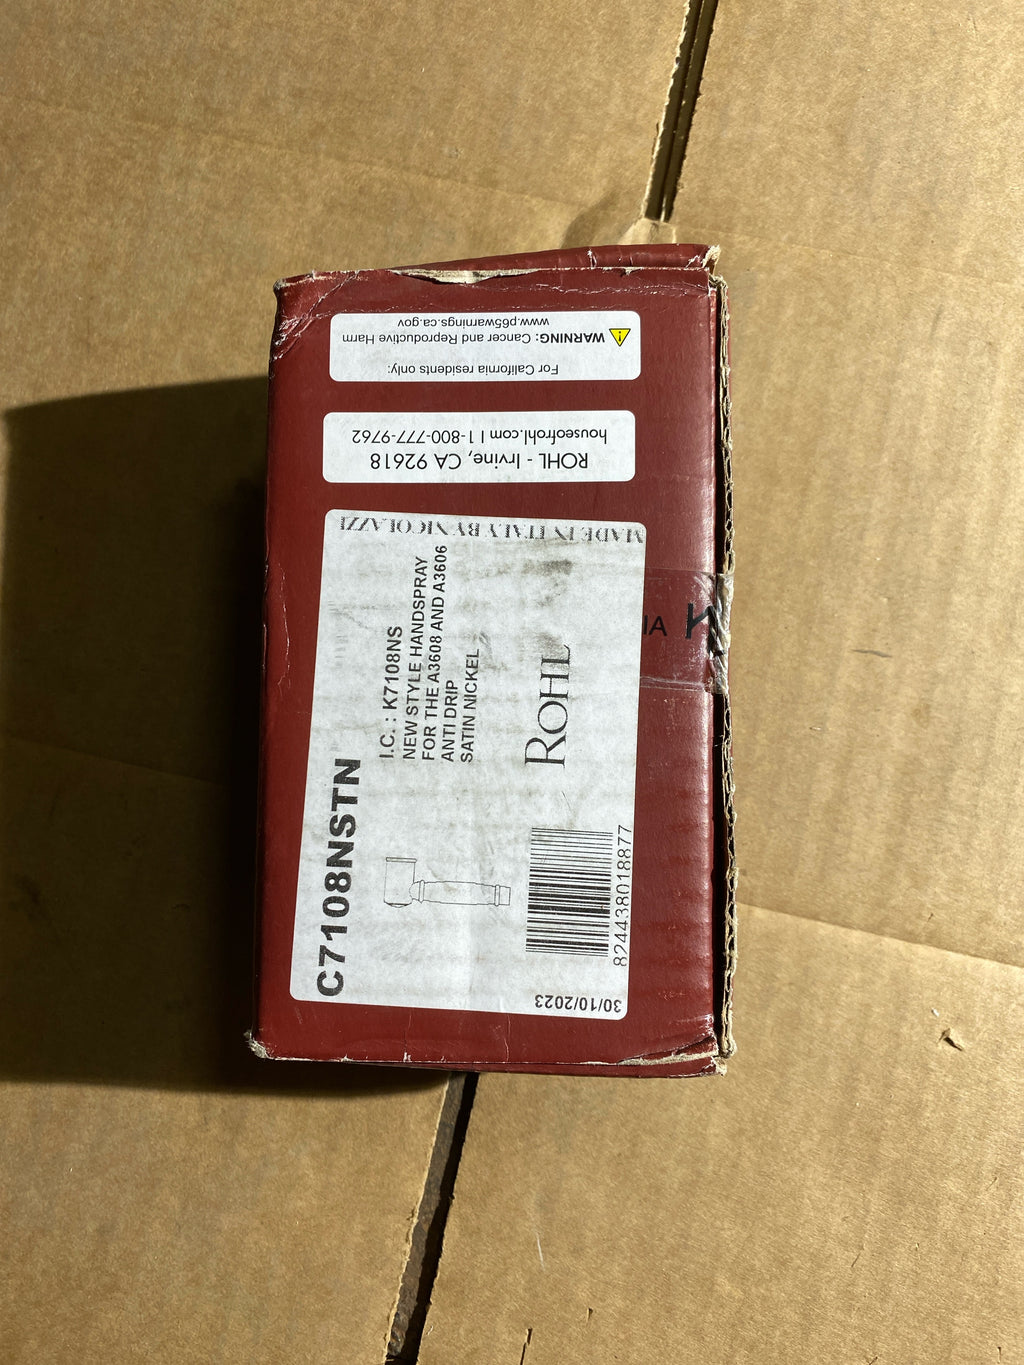 For California residents only:
WARNING: Cancer and Reproductive Harm
www.p65warnings.ca.gov
ROHL - Irvine, CA 92618
houseofrohl.com | 1-800-777-9762
C7108NSTN
I.C. : K7108NS
NEW STYLE HANDSPRAY
FOR THE A3608 AND A3606
ANTI DRIP
SATIN NICKEL
ROHL
MADE IN ITALY BY NICOLAZZI
824438018877
30/10/2023